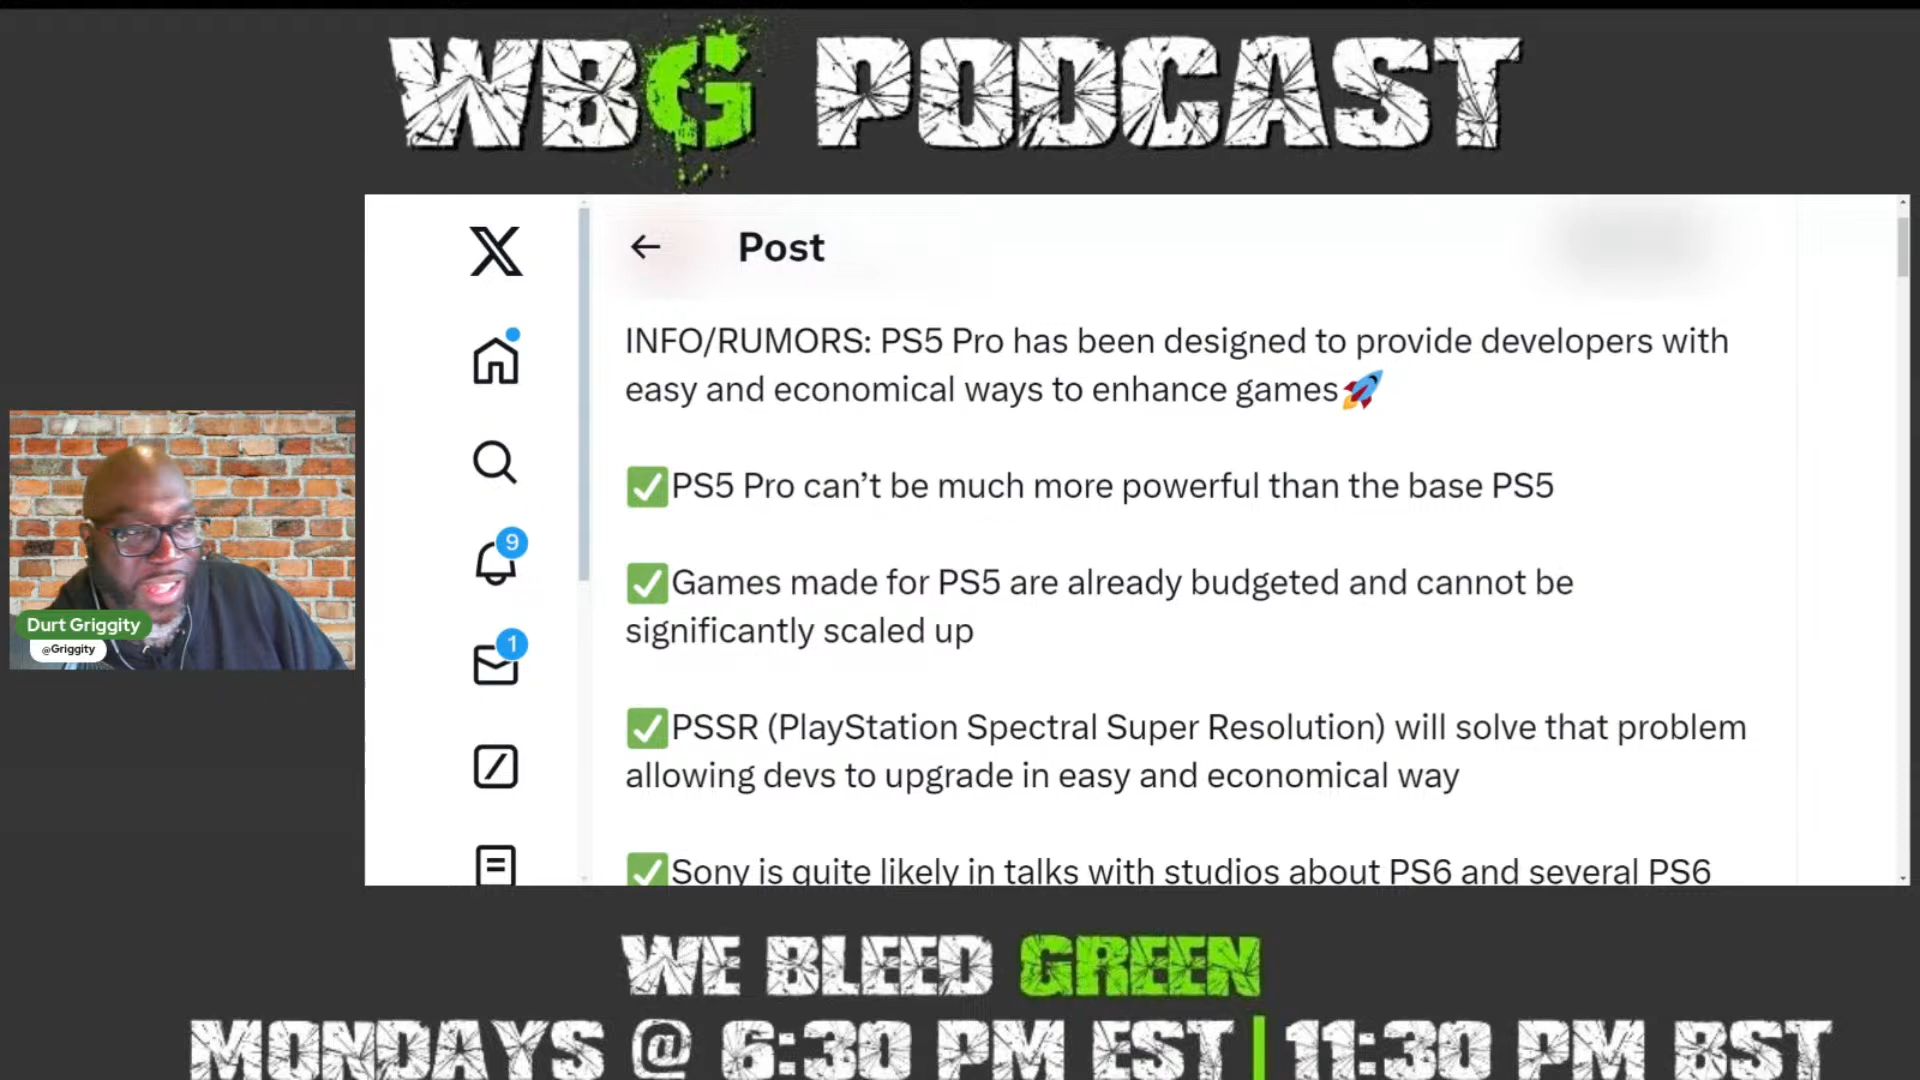 WBG PODCAST
Post
INFO/RUMORS: PS5 Pro has been designed to provide developers with
easy and economical ways to enhance games🚀
✅PS5 Pro can’t be much more powerful than the base PS5
✅Games made for PS5 are already budgeted and cannot be
significantly scaled up
✅PSSR (PlayStation Spectral Super Resolution) will solve that problem
allowing devs to upgrade in easy and economical way
✅Sony is quite likely in talks with studios about PS6 and several PS6
9
1
Durt Griggity
@Griggity
WE BLEED GREEN
MONDAYS @ 6:30 PM EST|11:30 PM BST